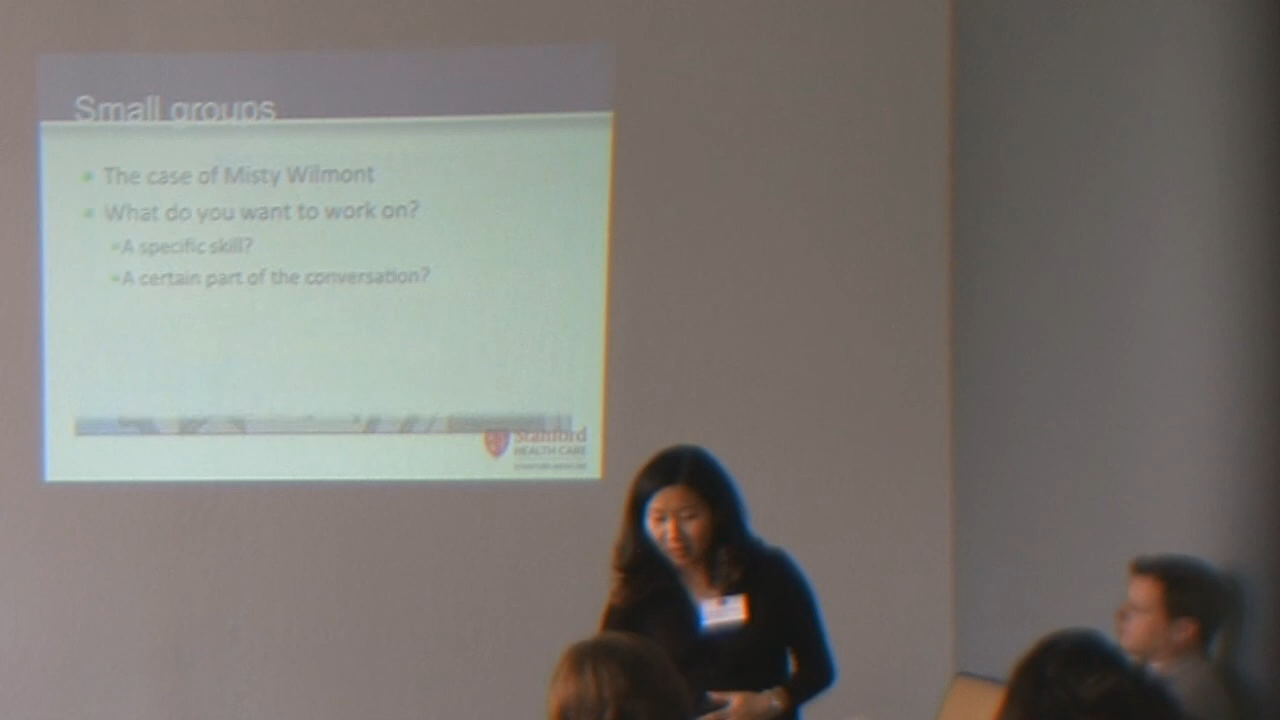 Small groups
The case of Misty Wilmont
What do you want to work on?
A specific skill?
A certain part of the conversation?
Stanford
HEALTH CARE